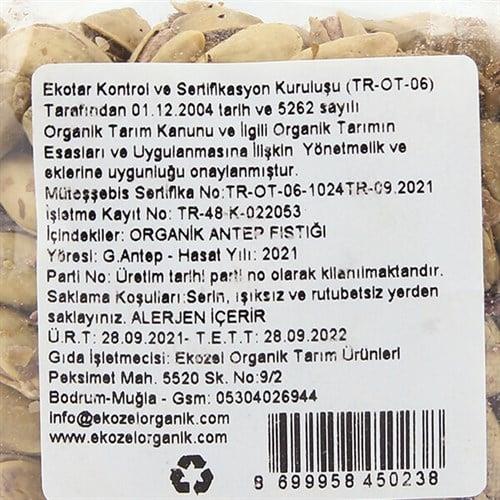 Ekotar Kontrol ve Sertifikasyon Kuruluşu (TR-OT-06)
Tarafından 01.12.2004 tarih ve 5262 sayılı
Organik Tarım Kanunu ve İlgili Organik Tarımın
Esasları ve Uygulanmasına İlişkin Yönetmelik ve
eklerine uygunluğu onaylanmıştur.
Müteşşebis Sertifika No:TR-OT-06-1024TR-09.2021
İşletme Kayıt No: TR-48-K-022053
İçindekiler: ORGANİK ANTEP FISTIĞI
Yöresi: G.Antep - Hasat Yılı: 2021
Parti No: Üretim tarihi parti no olarak kllanılmaktandır.
Saklama Koşulları:Serin, ışıksız ve rutubetsiz yerden
saklayınız. ALERJEN İÇERİR
Ü.R.T: 28.09.2021- T.E.T.T: 28.09.2022
Gıda İşletmecisi: Ekozel Organik Tarım Ürünleri
Peksimet Mah. 5520 Sk. No:9/2
Bodrum-Muğla - Gsm: 05304026944
info@ekozelorganik.com
www.ekozelorganik.com
8 699958 450238